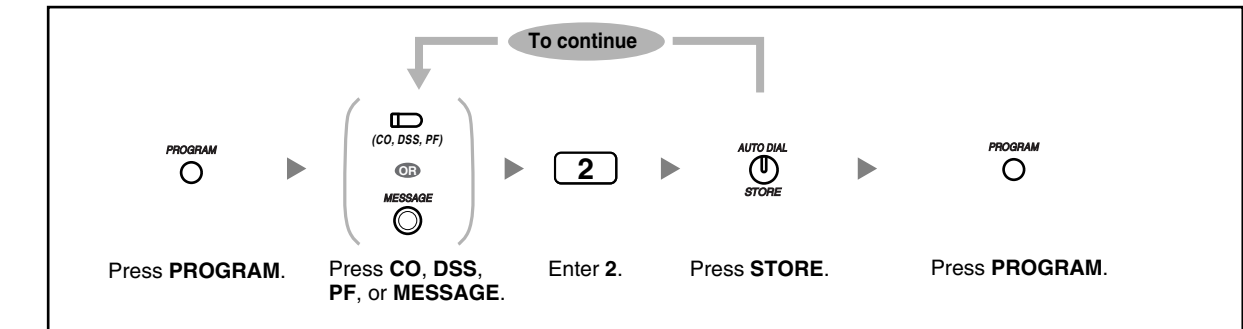 To continue
PROGRAM
(CO, DSS, PF)
OR
MESSAGE
2
AUTO DIAL
STORE
PROGRAM
Press PROGRAM.
Press CO, DSS,
PF, or MESSAGE.
Enter 2.
Press STORE.
Press PROGRAM.